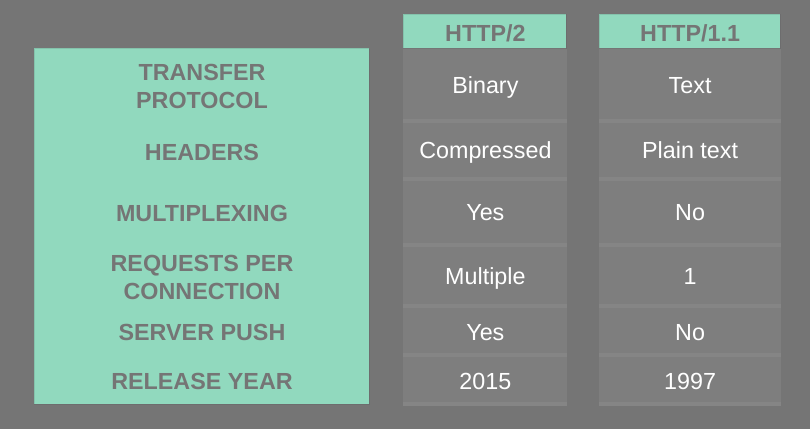 HTTP/2 HTTP/1.1
TRANSFER
PROTOCOL Binary Text
HEADERS Compressed Plain text
MULTIPLEXING Yes No
REQUESTS PER
CONNECTION Multiple 1
SERVER PUSH Yes No
RELEASE YEAR 2015 1997